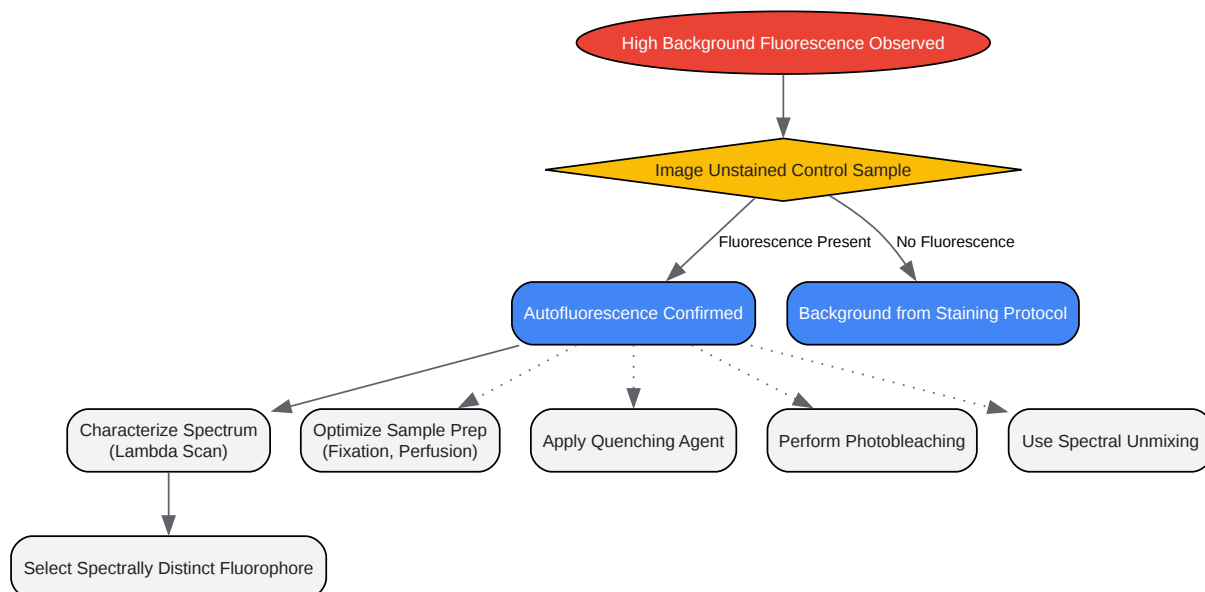 High Background Fluorescence Observed
Image Unstained Control Sample
Fluorescence Present
No Fluorescence
Autofluorescence Confirmed
Background from Staining Protocol
Characterize Spectrum
(Lambda Scan)
Optimize Sample Prep
(Fixation, Perfusion)
Apply Quenching Agent
Perform Photobleaching
Use Spectral Unmixing
Select Spectrally Distinct Fluorophore